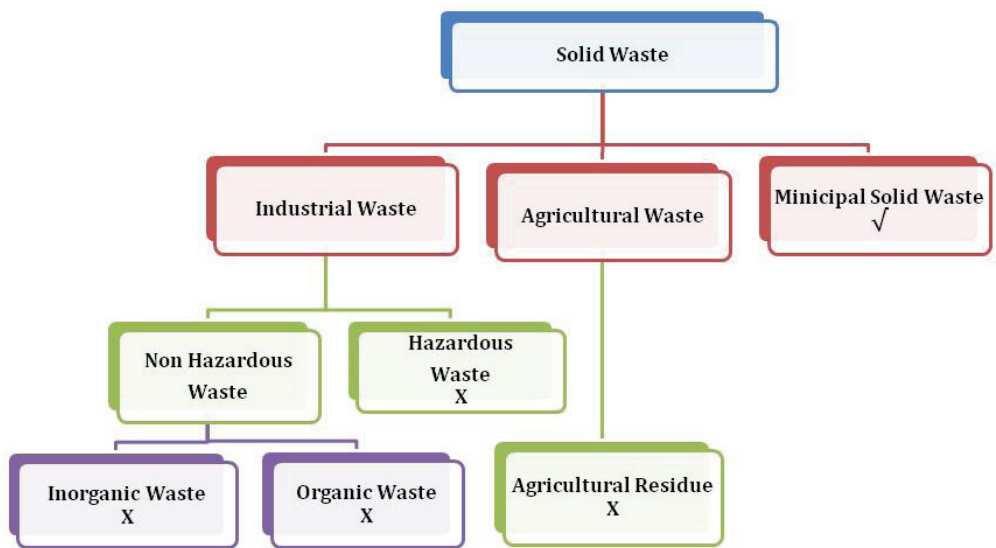 Solid Waste
Industrial Waste
Agricultural Waste
Minicipal Solid Waste
√
Non Hazardous
Waste
Hazardous
Waste
X
Inorganic Waste
X
Organic Waste
X
Agricultural Residue
X